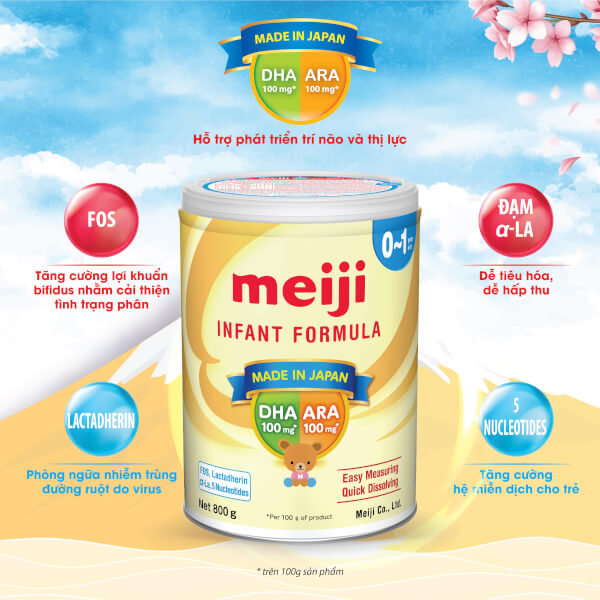 MADE IN JAPAN
DHA ARA
100 mg* 100 mg*
Hỗ trợ phát triển trí não và thị lực
FOS
Tăng cường lợi khuẩn
bifidus nhằm cải thiện
tình trạng phân
ĐẠM
α-LA
Dễ tiêu hóa,
dễ hấp thu
LACTADHERIN
Phòng ngừa nhiễm trùng
đường ruột do virus
5
NUCLEOTIDES
Tăng cường
hệ miễn dịch cho trẻ
0~1
meiji
INFANT FORMULA
MADE IN JAPAN
DHA ARA
100 mg* 100 mg*
FOS, Lactadherin
α-La, 5 Nucleotides
Easy Measuring
Quick Dissolving
Net 800 g
*Per 100 g of product
Meiji Co., Ltd.
* trên 100g sản phẩm